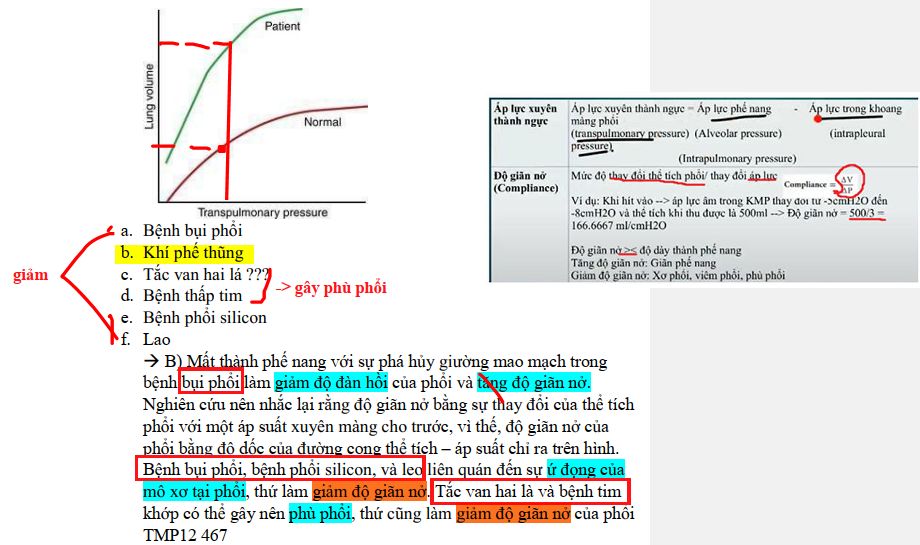 Lung volume
Patient
Normal
Transpulmonary pressure
a. Bệnh bụi phổi
b. Khí phế thũng
c. Tắc van hai lá ???
d. Bệnh thấp tim
e. Bệnh phổi silicon
f. Lao
giảm
-> gây phù phổi
→ B) Mất thành phế nang với sự phá hủy giường mao mạch trong
bệnh bụi phổi làm giảm độ đàn hồi của phổi và tăng độ giãn nở.
Nghiên cứu nên nhắc lại rằng độ giãn nở bằng sự thay đổi của thể tích
phổi với một áp suất xuyên màng cho trước, vì thế, độ giãn nở của
phổi bằng độ dốc của đường cong thể tích – áp suất chỉ ra trên hình.
Bệnh bụi phổi, bệnh phổi silicon, và leo liên quán đến sự ứ đọng của
mô xơ tại phổi, thứ làm giảm độ giãn nở. Tắc van hai là và bệnh tim
khớp có thể gây nên phù phổi, thứ cũng làm giảm độ giãn nở của phôi
TMP12 467
Áp lực xuyên thành ngực
Áp lực xuyên thành ngực = Áp lực phế nang - Áp lực trong khoang
màng phổi
(transpulmonary pressure) (Alveolar pressure) (intrapleural
pressure)
(Intrapulmonary pressure)
Độ giãn nở
(Compliance)
Mức độ thay đổi thể tích phổi/ thay đổi áp lực
Compliance = ΔV/ΔP
Ví dụ: Khi hít vào --> áp lực âm trong KMP thay đổi từ -5cmH2O đến
-8cmH2O và thể tích khi thu được là 500ml --> Độ giãn nở = 500/3 =
166.6667 ml/cmH2O
Độ giãn nở >< độ dày thành phế nang
Tăng độ giãn nở: Giãn phế nang
Giảm độ giãn nở: Xơ phổi, viêm phổi, phù phổi